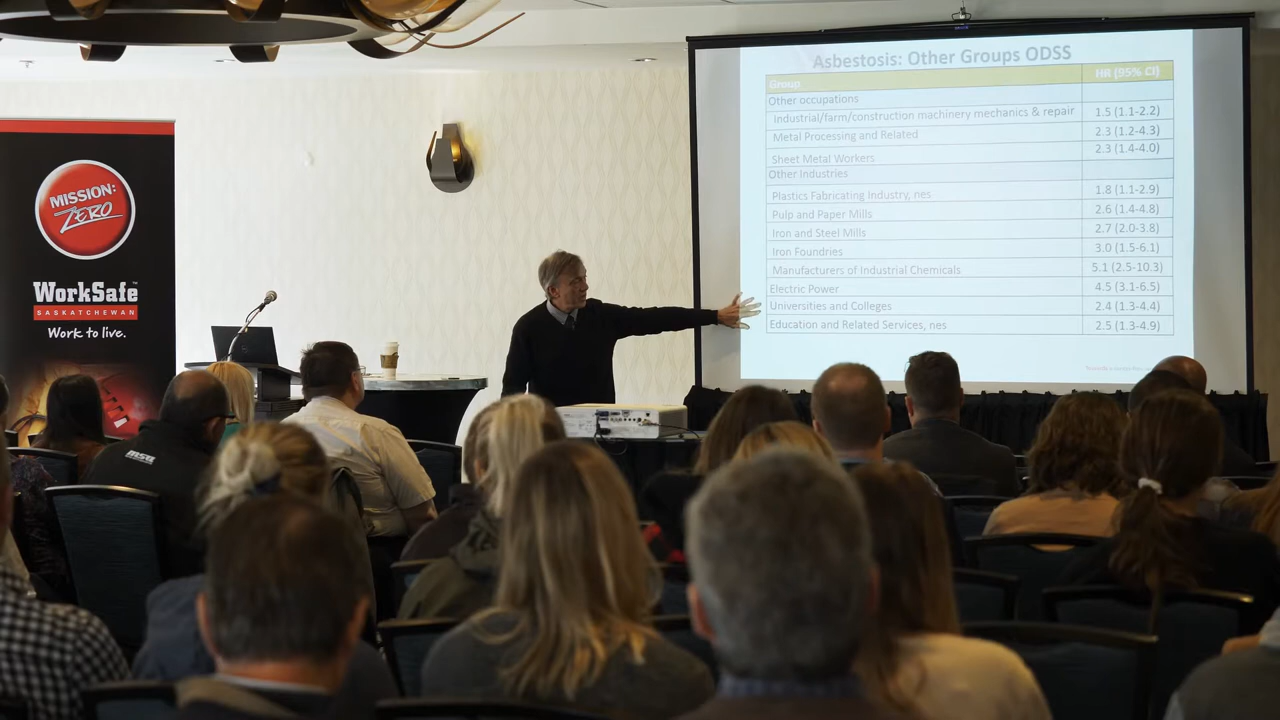 Asbestosis: Other Groups ODSS
Group HR (95% CI)
Other occupations
Industrial/farm/construction machinery mechanics & repair 1.5 (1.1-2.2)
Metal Processing and Related 2.3 (1.2-4.3)
Sheet Metal Workers 2.3 (1.4-4.0)
Other Industries
Plastics Fabricating Industry, nes 1.8 (1.1-2.9)
Pulp and Paper Mills 2.6 (1.4-4.8)
Iron and Steel Mills 2.7 (2.0-3.8)
Iron Foundries 3.0 (1.5-6.1)
Manufacturers of Industrial Chemicals 5.1 (2.5-10.3)
Electric Power 4.5 (3.1-6.5)
Universities and Colleges 2.4 (1.3-4.4)
Education and Related Services, nes 2.5 (1.3-4.9)
MISSION:
ZERO
WorkSafe™
SASKATCHEWAN
Work to live.
MSA